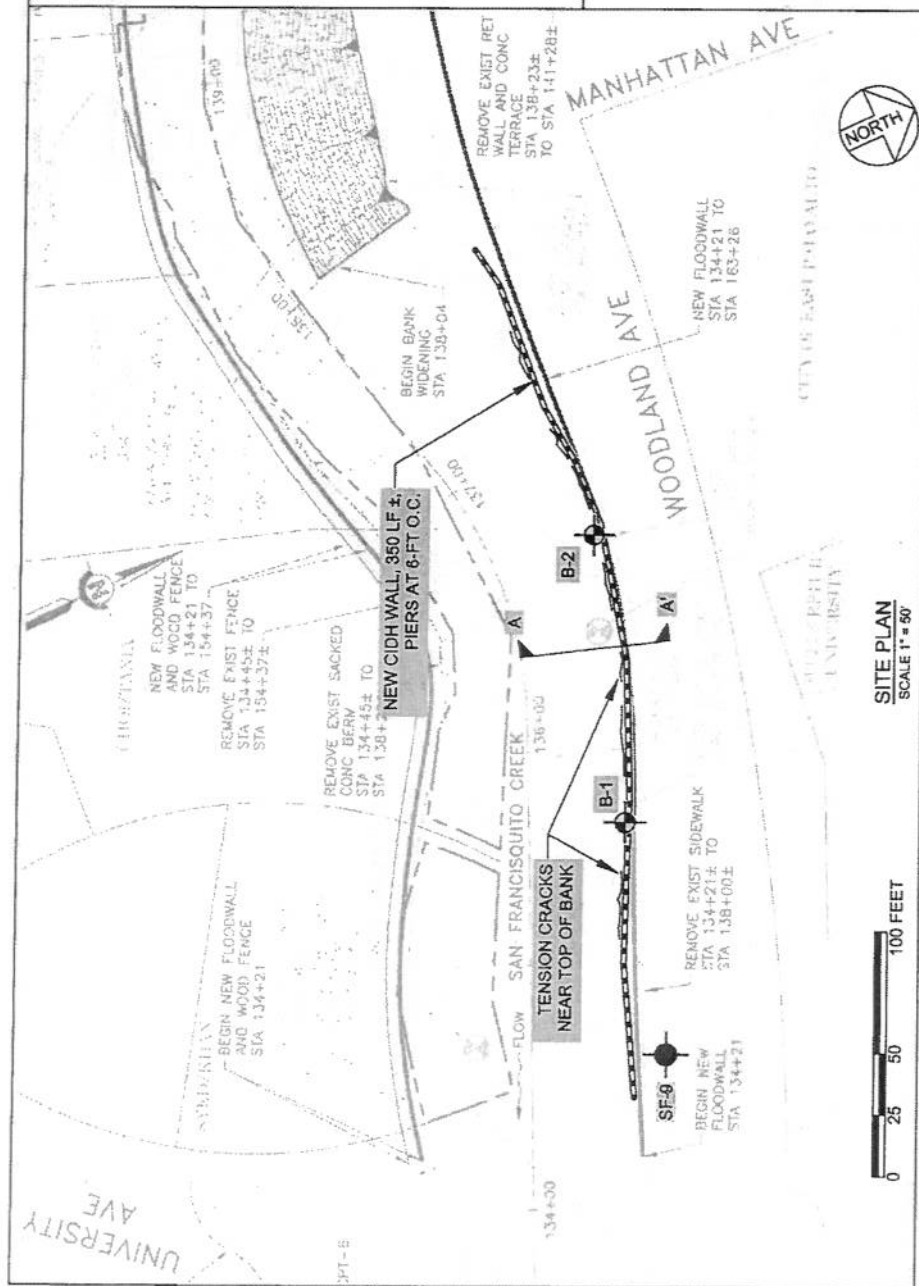 UNIVERSITY
AVE
134+00
BEGIN NEW FLOODWALL
AND WOOD FENCE
STA 134+21
NEW FLOODWALL
AND WOOD FENCE
STA 134+21 TO
STA 154+37
REMOVE EXIST FENCE
STA 134+45± TO
STA 154+37±
REMOVE EXIST SACKED
CONC BERM
STA 134+45± TO
NEW CIDH WALL, 350 LF ±,
PIERS AT 6-FT O.C.
139+00
138+00
BEGIN BANK
WIDENING
STA 138+04
137+00
136+00
FLOW
SAN FRANCISQUITO CREEK
A
A'
TENSION CRACKS
NEAR TOP OF BANK
B-1
B-2
SF-9
BEGIN NEW
FLOODWALL
STA 134+21
REMOVE EXIST SIDEWALK
STA 134+21± TO
STA 138+00±
REMOVE EXIST RET
WALL AND CONC
TERRACE
STA 138+23±
TO STA 141+28±
NEW FLOODWALL
STA 134+21 TO
STA 163+26
WOODLAND AVE
MANHATTAN AVE
NORTH
0 25 50 100 FEET
SITE PLAN
SCALE 1" = 50'